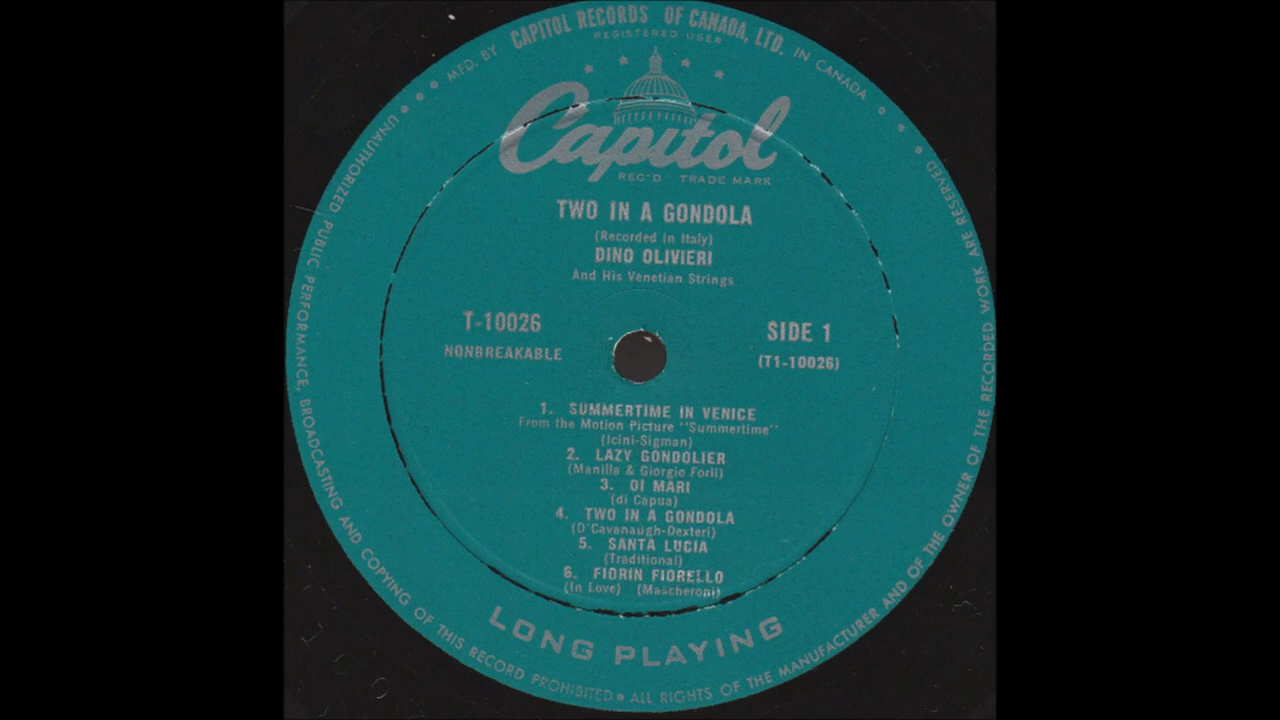 MFD. BY CAPITOL RECORDS OF CANADA, LTD. IN CANADA
REGISTERED USER
Capitol
REG'D. TRADE MARK
TWO IN A GONDOLA
(Recorded in Italy)
DINO OLIVIERI
And His Venetian Strings
T-10026
NONBREAKABLE
SIDE 1
(T1-10026)
1. SUMMERTIME IN VENICE
From the Motion Picture "Summertime"
(Icini-Sigman)
2. LAZY GONDOLIER
(Manilla & Giorgio Forli)
3. OI MARI
(di Capua)
4. TWO IN A GONDOLA
(D'Cavanaugh-Dexteri)
5. SANTA LUCIA
(Traditional)
6. FIORIN FIORELLO
(In Love) (Mascheroni)
LONG PLAYING
UNAUTHORIZED PUBLIC PERFORMANCE, BROADCASTING AND COPYING OF THIS RECORD PROHIBITED • ALL RIGHTS OF THE MANUFACTURER AND OF THE OWNER OF THE RECORDED WORK ARE RESERVED